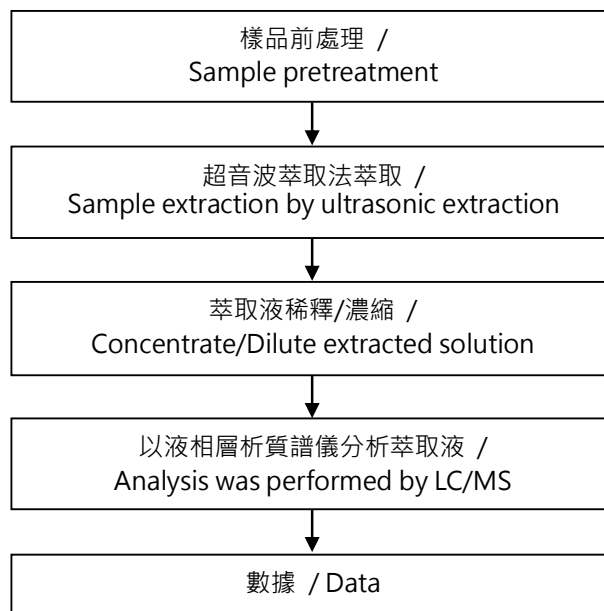 樣品前處理 /
Sample pretreatment
超音波萃取法萃取 /
Sample extraction by ultrasonic extraction
萃取液稀釋/濃縮 /
Concentrate/Dilute extracted solution
以液相層析質譜儀分析萃取液 /
Analysis was performed by LC/MS
數據 / Data